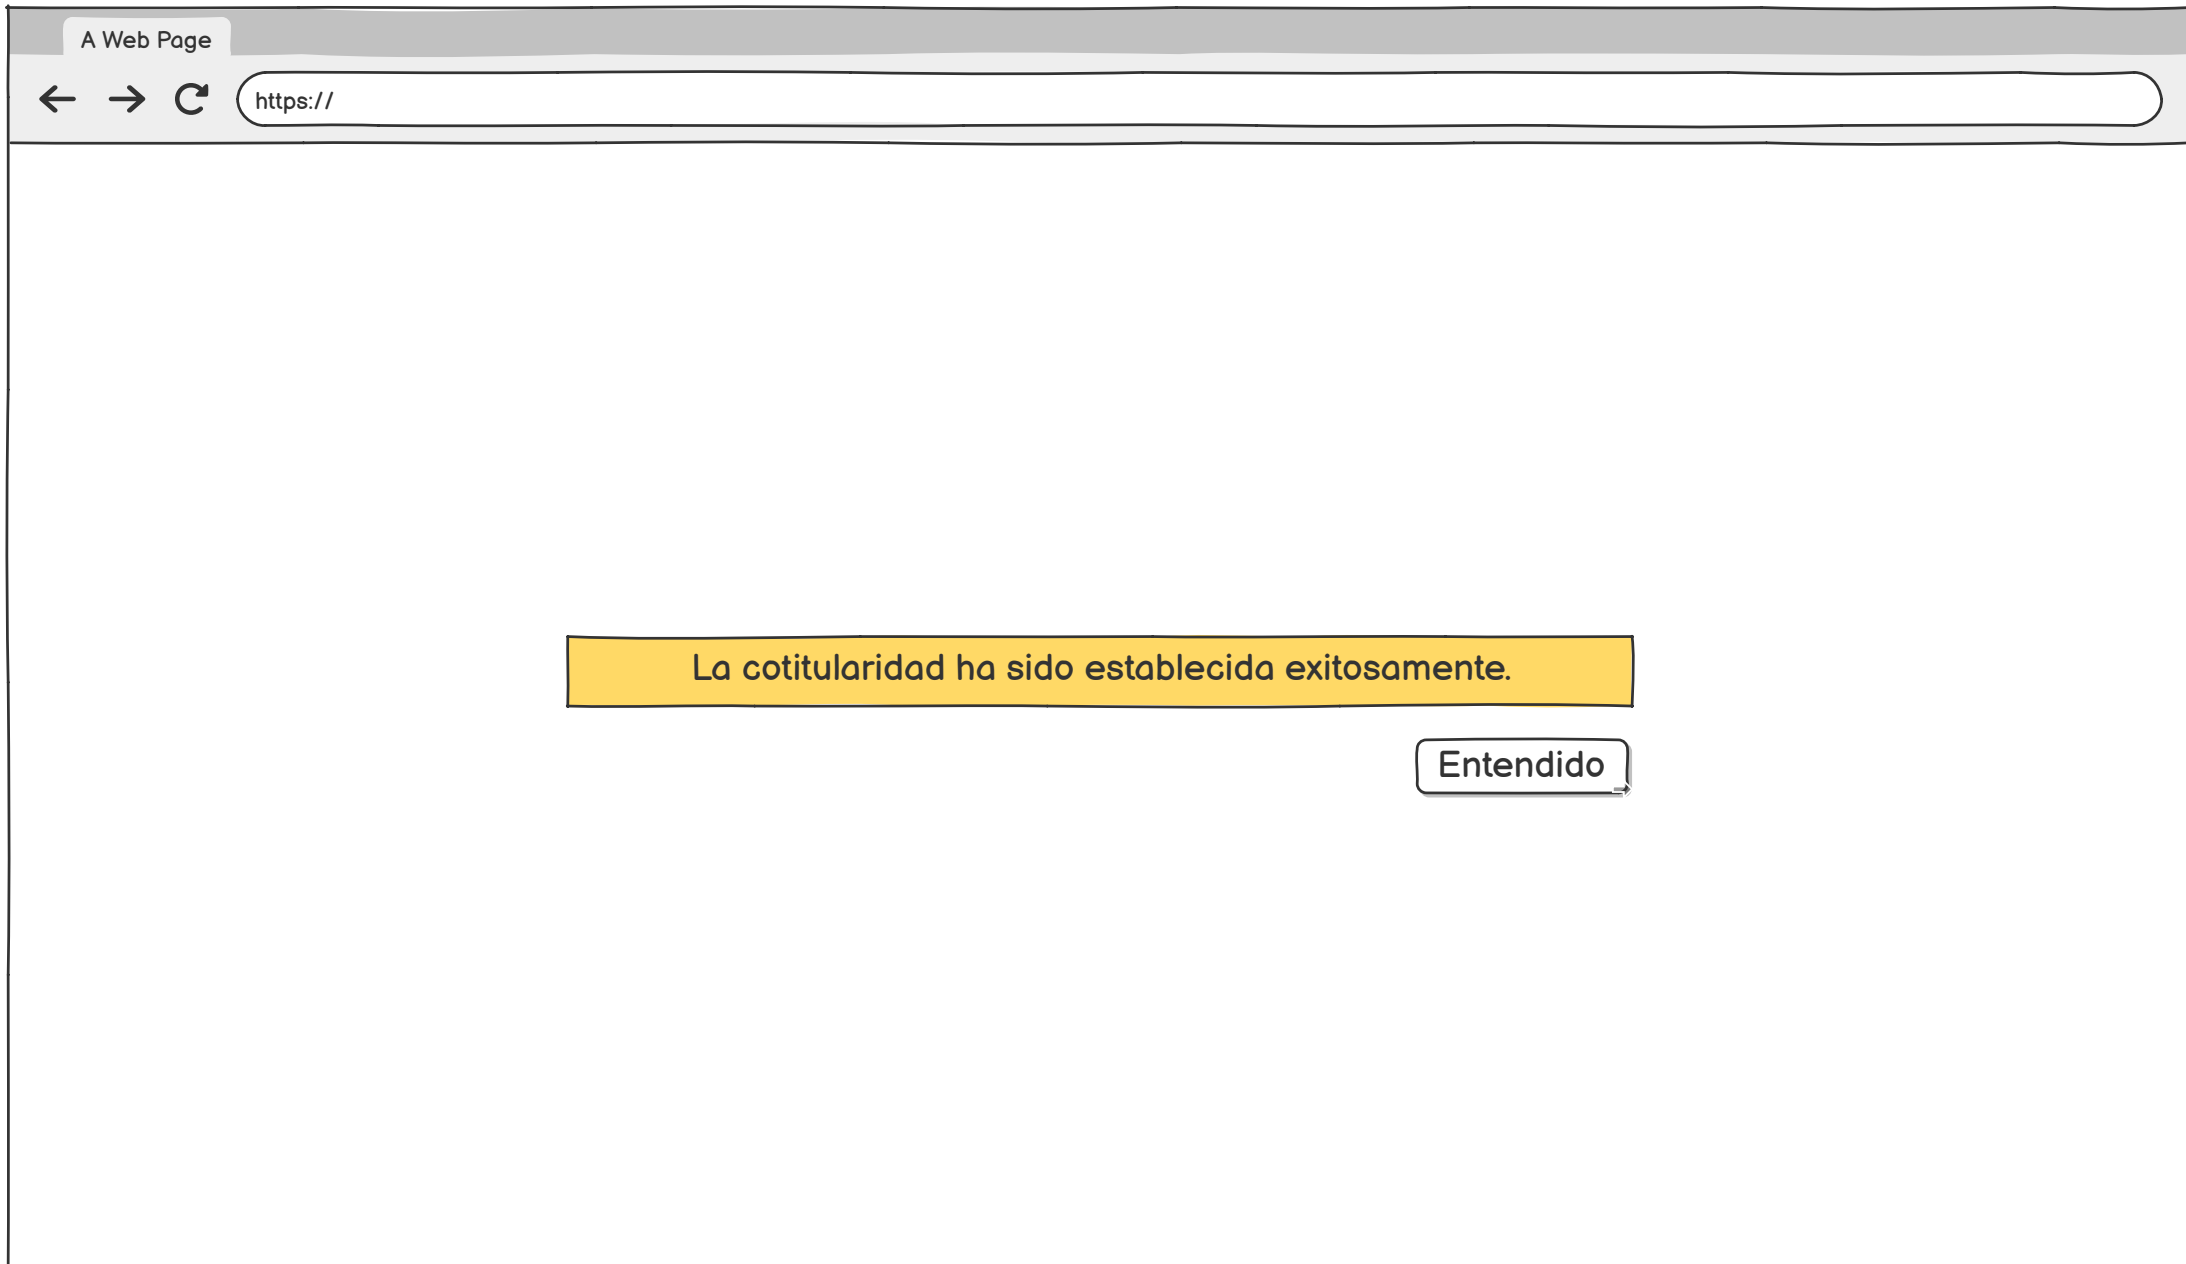 A Web Page
https://
La cotitularidad ha sido establecida exitosamente.
Entendido